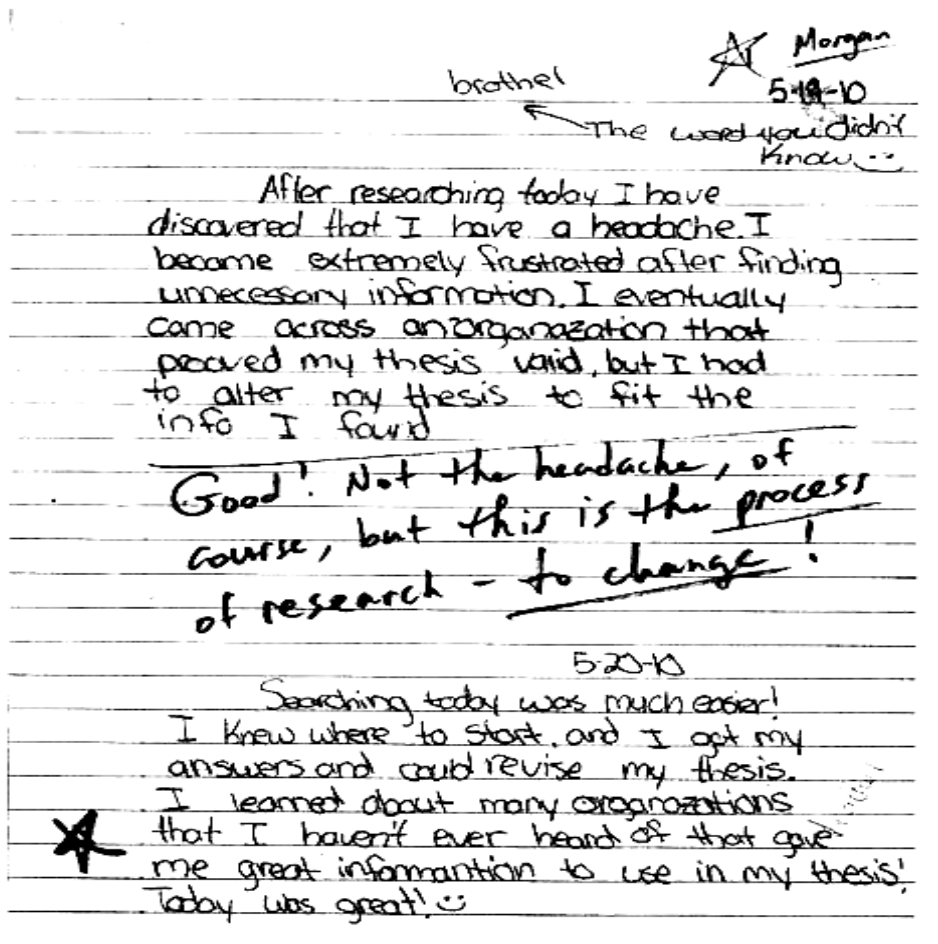 Morgan
brothel
5-19-10
The word you didn't
know
After researching today I have
discovered that I have a headache. I
became extremely frustrated after finding
unnecessary information. I eventually
came across an organazation that
prooved my thesis valid, but I had
to alter my thesis to fit the
info I found
Good! Not the headache, of
course, but this is the process
of research - to change!
5-20-10
Searching today was much easier!
I knew where to start, and I got my
answers and could revise my thesis.
I learned about many organazations
that I haven't ever heard of that gave
me great informantion to use in my thesis!
Today was great!